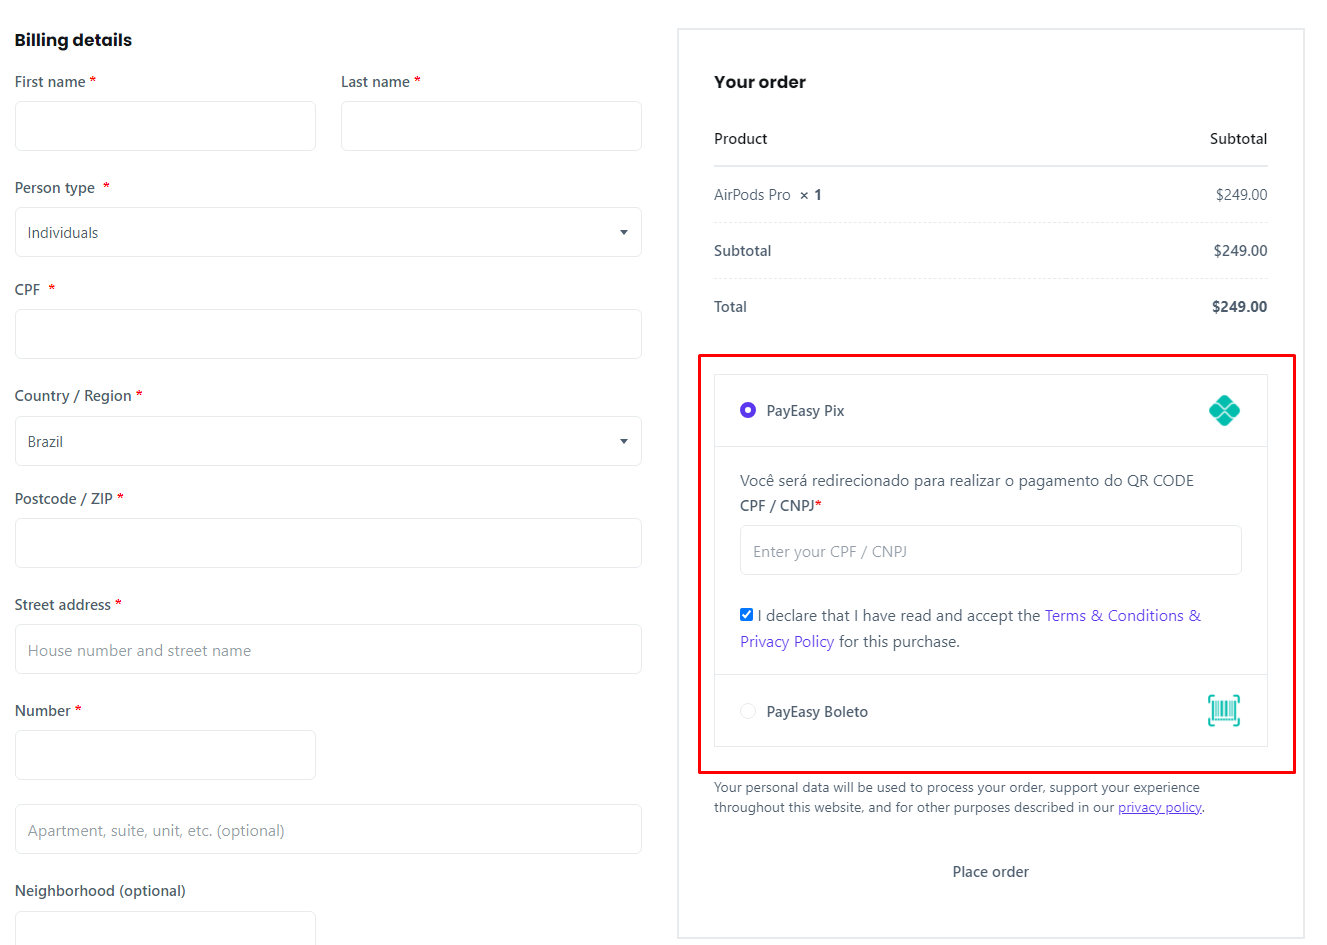 Billing details
First name *
Last name *
Person type *
Individuals
CPF *
Country / Region *
Brazil
Postcode / ZIP *
Street address *
House number and street name
Number *
Apartment, suite, unit, etc. (optional)
Neighborhood (optional)
Your order
Product Subtotal
AirPods Pro × 1 $249.00
Subtotal $249.00
Total $249.00
PayEasy Pix
Você será redirecionado para realizar o pagamento do QR CODE
CPF / CNPJ*
Enter your CPF / CNPJ
I declare that I have read and accept the Terms & Conditions &
Privacy Policy for this purchase.
PayEasy Boleto
Your personal data will be used to process your order, support your experience
throughout this website, and for other purposes described in our privacy policy.
Place order